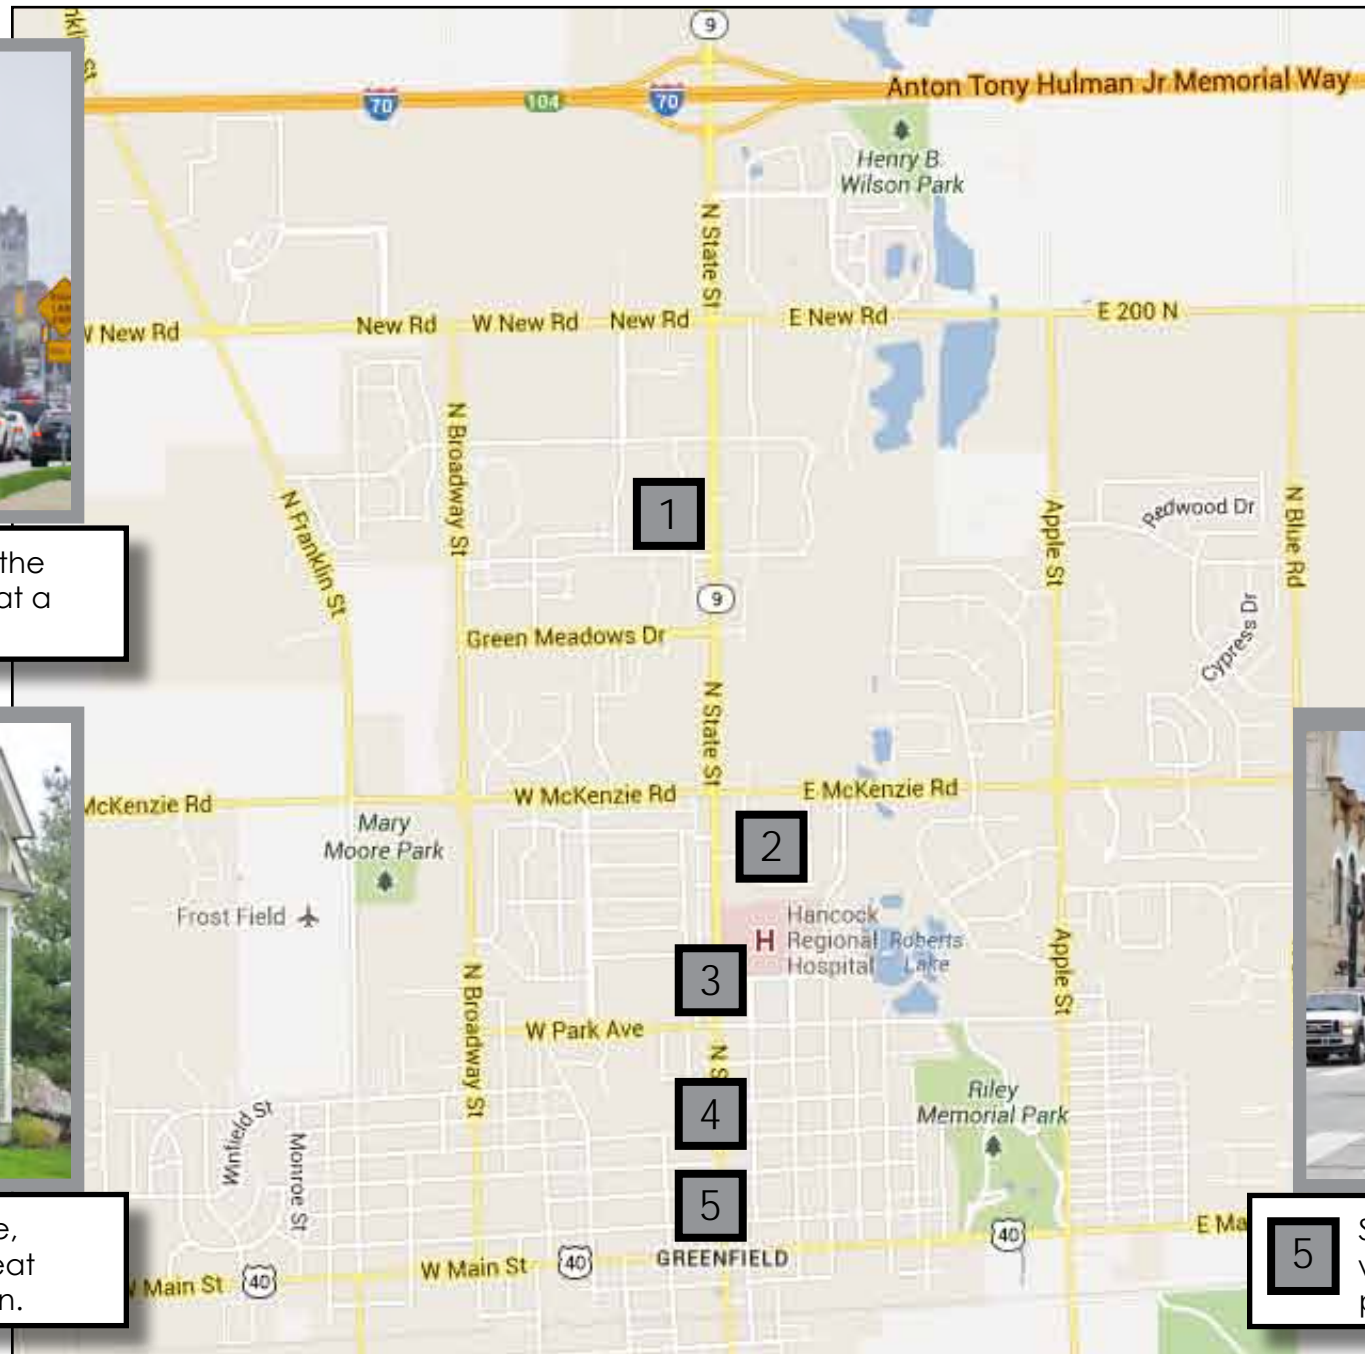 9
70
104
70
Anton Tony Hulman Jr Memorial Way
Henry B.
Wilson Park
N State St
W New Rd
New Rd
W New Rd
New Rd
E New Rd
E 200 N
N Broadway St
N Franklin St
1
Apple St
Redwood Dr
N Blue Rd
the
at a
9
Green Meadows Dr
Cypress Dr
N State St
McKenzie Rd
W McKenzie Rd
E McKenzie Rd
Mary
Moore Park
2
Frost Field
H
Hancock
Regional
Hospital
Roberts
Lake
3
Apple St
N Broadway St
W Park Ave
N S
4
Riley
Memorial Park
Winfield St
Monroe St
5
e,
eat
n.
W Main St
40
W Main St
40
GREENFIELD
40
E Ma
5
S
v
p